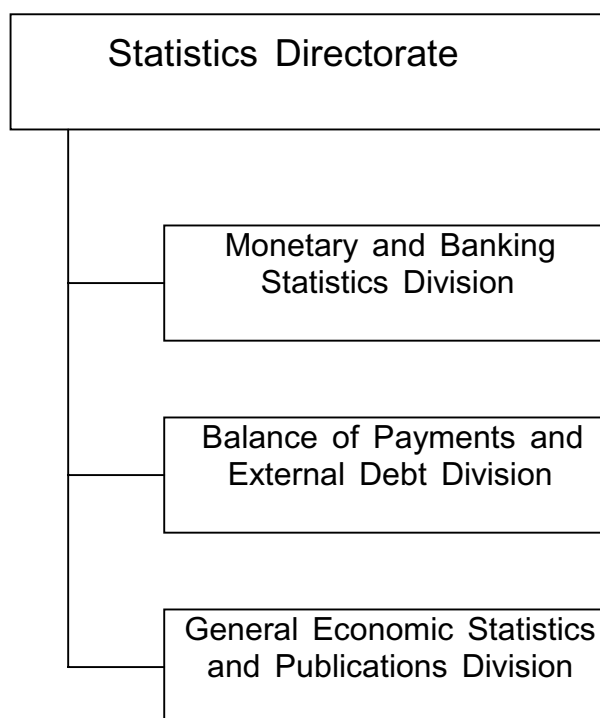 Statistics Directorate
Monetary and Banking
Statistics Division
Balance of Payments and
External Debt Division
General Economic Statistics
and Publications Division